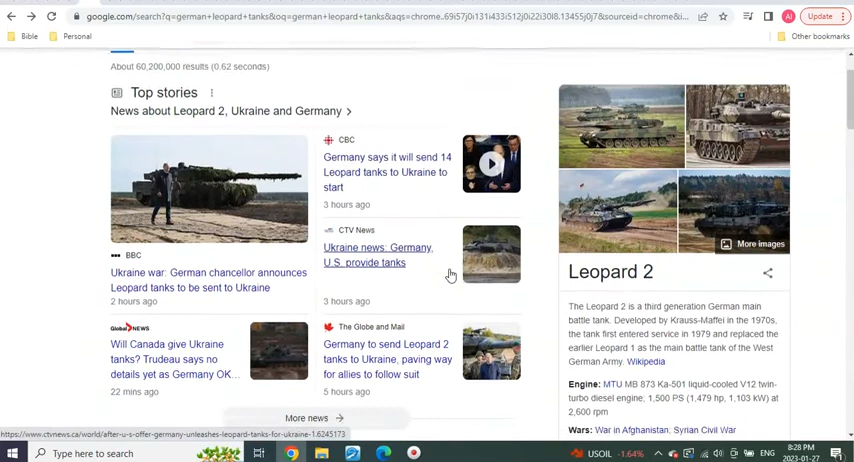 google.com/search?q=german+leopard+tanks&oq=german+leopard+tanks&aqs=chrome..69i57j0i131i433i512j0i22i30l8.13455j0j7&sourceid=chrome&i...
AI
Update
Bible
Personal
Other bookmarks
About 60,200,000 results (0.62 seconds)
Top stories
News about Leopard 2, Ukraine and Germany
BBC
Ukraine war: German chancellor announces
Leopard tanks to be sent to Ukraine
2 hours ago
CBC
Germany says it will send 14
Leopard tanks to Ukraine to
start
3 hours ago
CTV News
Ukraine news: Germany,
U.S. provide tanks
3 hours ago
Global NEWS
Will Canada give Ukraine
tanks? Trudeau says no
details yet as Germany OK...
22 mins ago
The Globe and Mail
Germany to send Leopard 2
tanks to Ukraine, paving way
for allies to follow suit
5 hours ago
More news
More images
Leopard 2
The Leopard 2 is a third generation German main
battle tank. Developed by Krauss-Maffei in the 1970s,
the tank first entered service in 1979 and replaced the
earlier Leopard 1 as the main battle tank of the West
German Army. Wikipedia
Engine: MTU MB 873 Ka-501 liquid-cooled V12 twin-
turbo diesel engine; 1,500 PS (1,479 hp, 1,103 kW) at
2,600 rpm
Wars: War in Afghanistan, Syrian Civil War
https://www.ctvnews.ca/world/after-u-s-offer-germany-unleashes-leopard-tanks-for-ukraine-1.6245173
Type here to search
USOIL -1.64%
ENG
8:28 PM
2023-01-27